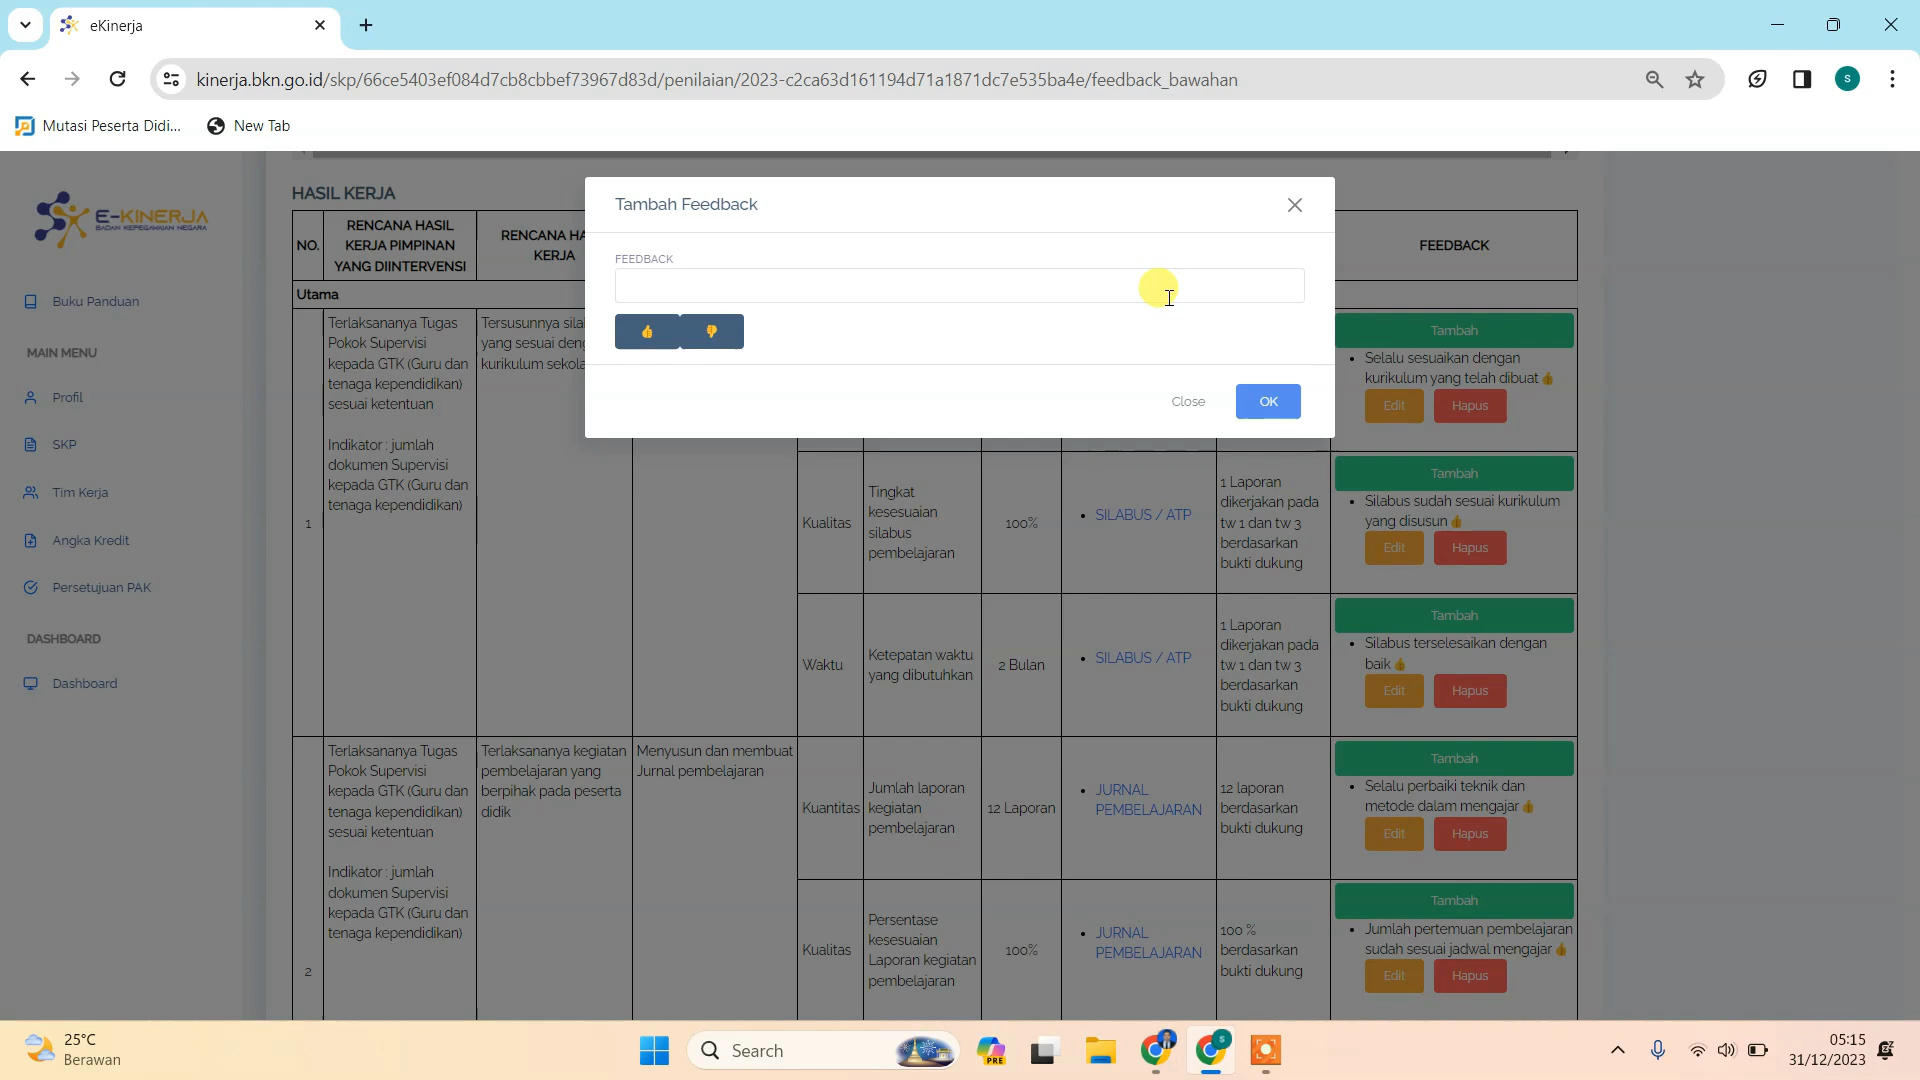 eKinerja
kinerja.bkn.go.id/skp/66ce5403ef084d7cb8cbbef73967d83d/penilaian/2023-c2ca63d161194d71a1871dc7e535ba4e/feedback_bawahan
S
Mutasi Peserta Didi...
New Tab
E-KINERJA
BADAN KEPEGAWAIAN NEGARA
Buku Panduan
MAIN MENU
Profil
SKP
Tim Kerja
Angka Kredit
Persetujuan PAK
DASHBOARD
Dashboard
Tambah Feedback
FEEDBACK
Close
OK
HASIL KERJA
NO.
RENCANA HASIL
KERJA PIMPINAN
YANG DIINTERVENSI
RENCANA HA
KERJA
FEEDBACK
Utama
1
Terlaksananya Tugas
Pokok Supervisi
kepada GTK (Guru dan
tenaga kependidikan)
sesuai ketentuan
Indikator : jumlah
dokumen Supervisi
kepada GTK (Guru dan
tenaga kependidikan)
Tersusunnya sila
yang sesuai deng
kurikulum sekola
Tambah
Selalu sesuaikan dengan
kurikulum yang telah dibuat👍
Edit
Hapus
Kualitas
Tingkat
kesesuaian
silabus
pembelajaran
100%
SILABUS / ATP
1 Laporan
dikerjakan pada
tw 1 dan tw 3
berdasarkan
bukti dukung
Tambah
Silabus sudah sesuai kurikulum
yang disusun👍
Edit
Hapus
Waktu
Ketepatan waktu
yang dibutuhkan
2 Bulan
SILABUS / ATP
1 Laporan
dikerjakan pada
tw 1 dan tw 3
berdasarkan
bukti dukung
Tambah
Silabus terselesaikan dengan
baik👍
Edit
Hapus
2
Terlaksananya Tugas
Pokok Supervisi
kepada GTK (Guru dan
tenaga kependidikan)
sesuai ketentuan
Indikator : jumlah
dokumen Supervisi
kepada GTK (Guru dan
tenaga kependidikan)
Terlaksananya kegiatan
pembelajaran yang
berpihak pada peserta
didik
Menyusun dan membuat
Jurnal pembelajaran
Kuantitas
Jumlah laporan
kegiatan
pembelajaran
12 Laporan
JURNAL
PEMBELAJARAN
12 laporan
berdasarkan
bukti dukung
Tambah
Selalu perbaiki teknik dan
metode dalam mengajar👍
Edit
Hapus
Kualitas
Persentase
kesesuaian
Laporan kegiatan
pembelajaran
100%
JURNAL
PEMBELAJARAN
100 %
berdasarkan
bukti dukung
Tambah
Jumlah pertemuan pembelajaran
sudah sesuai jadwal mengajar👍
Edit
Hapus
25°C
Berawan
Search
PRE
S
05:15
31/12/2023